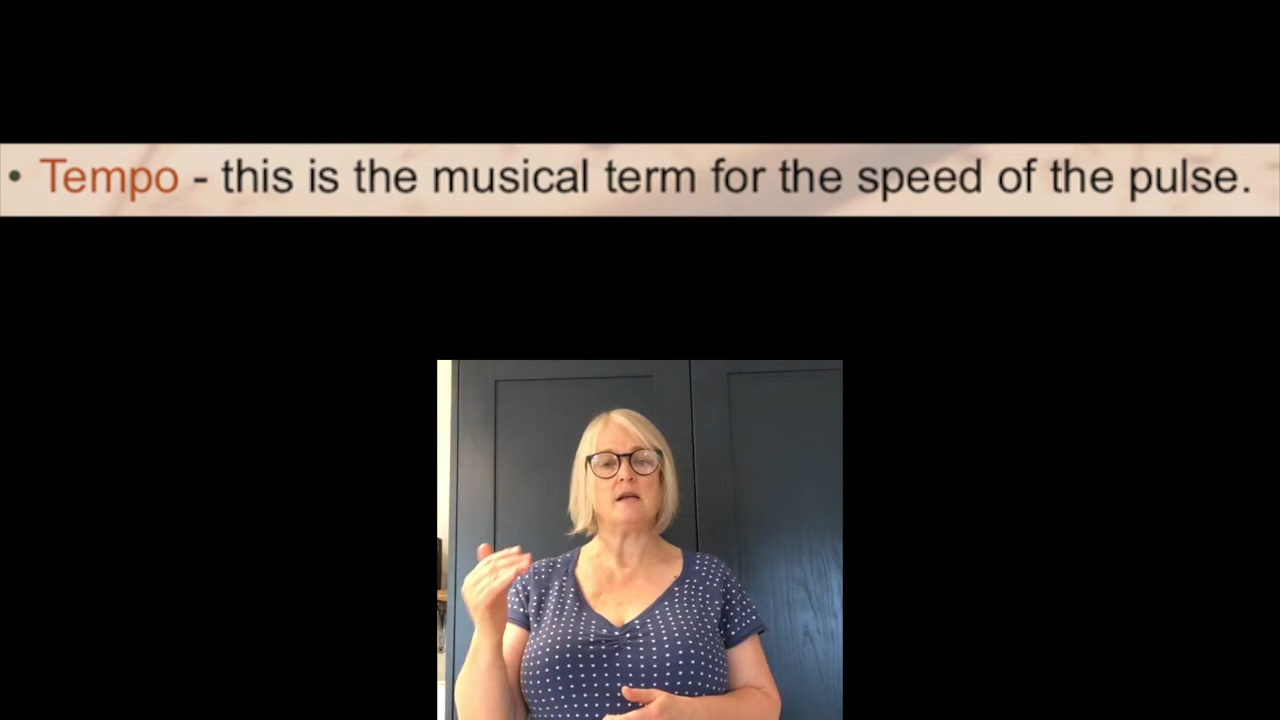 • Tempo - this is the musical term for the speed of the pulse.